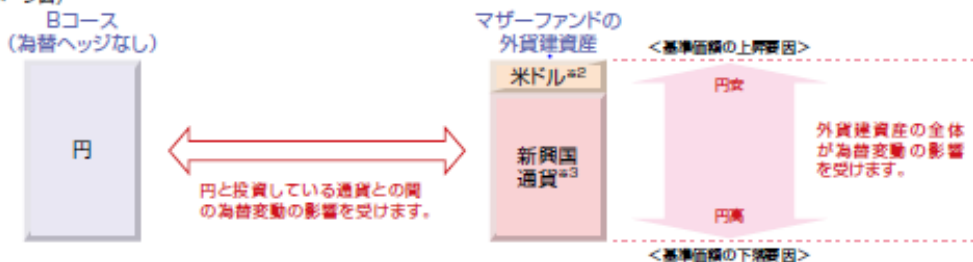 Bコース
（為替ヘッジなし）
円
円と投資している通貨との間
の為替変動の影響を受けます。
マザーファンドの
外貨建資産
米ドル※2
新興国
通貨※3
＜基準価額の上昇要因＞
円安
円高
＜基準価額の下落要因＞
外貨建資産の全体
が為替変動の影響
を受けます。